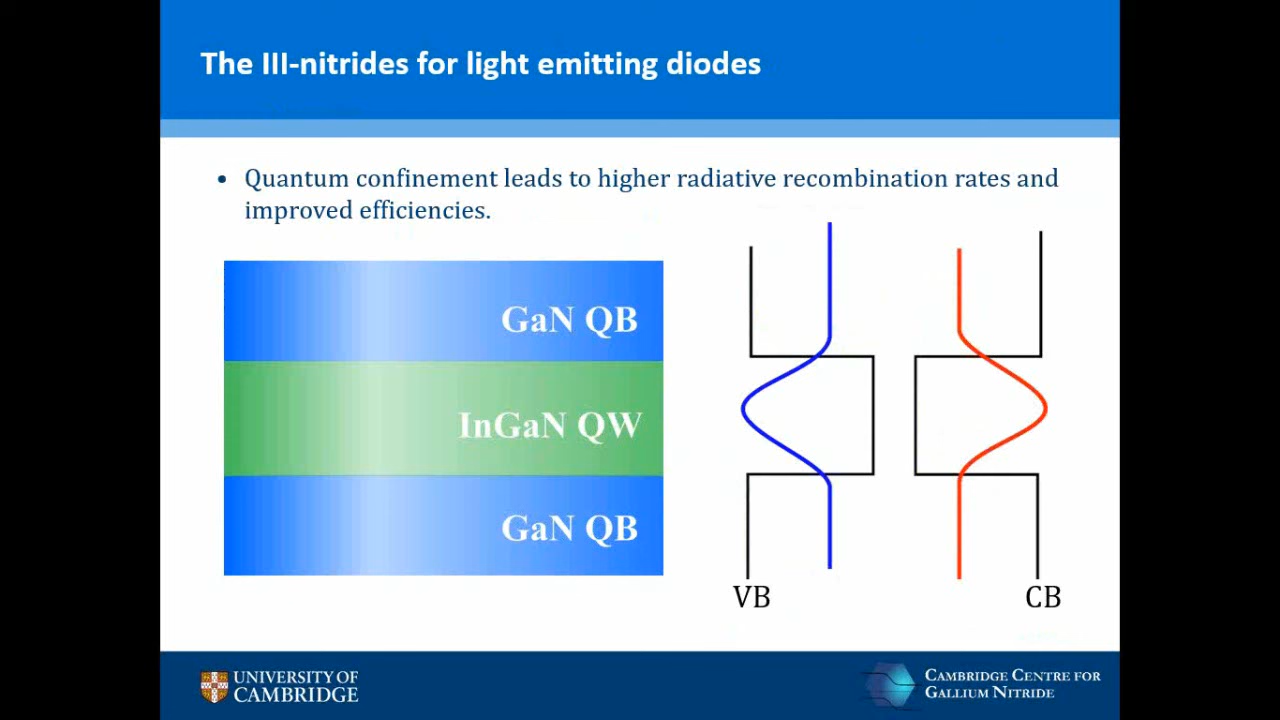 The III-nitrides for light emitting diodes
• Quantum confinement leads to higher radiative recombination rates and
improved efficiencies.
GaN QB
InGaN QW
GaN QB
VB
CB
UNIVERSITY OF
CAMBRIDGE
CAMBRIDGE CENTRE FOR
GALLIUM NITRIDE